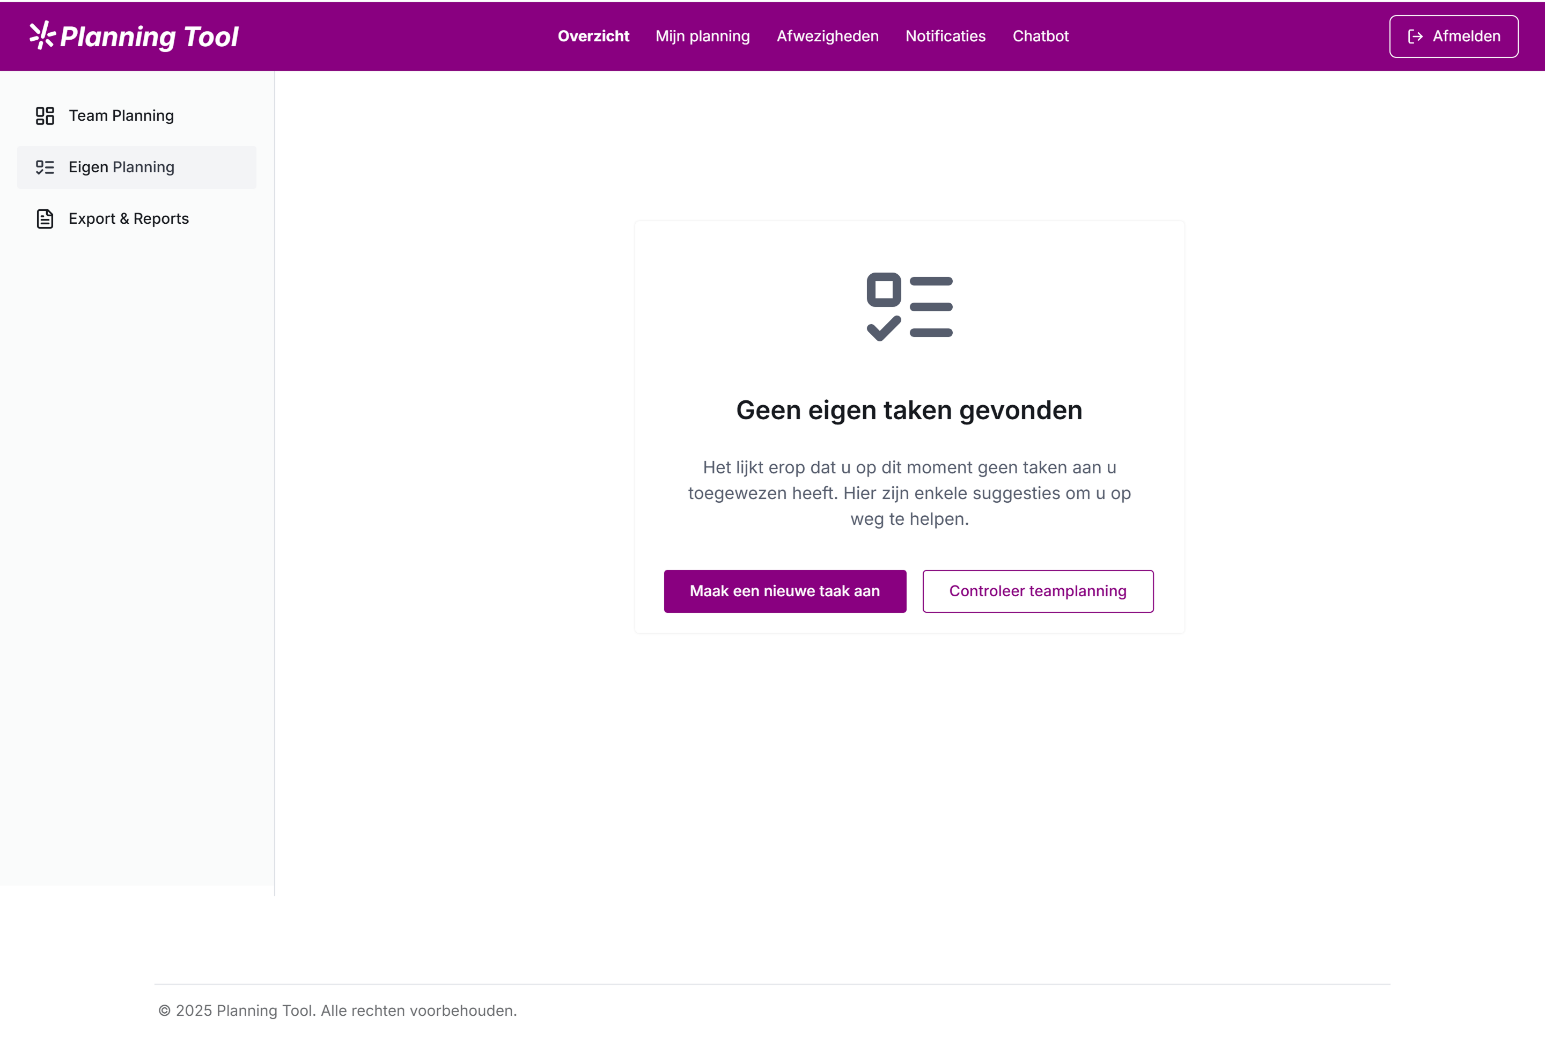 Planning Tool
Overzicht Mijn planning Afwezigheden Notificaties Chatbot
Afmelden
Team Planning
Eigen Planning
Export & Reports
Geen eigen taken gevonden
Het lijkt erop dat u op dit moment geen taken aan u
toegewezen heeft. Hier zijn enkele suggesties om u op
weg te helpen.
Maak een nieuwe taak aan
Controleer teamplanning
© 2025 Planning Tool. Alle rechten voorbehouden.